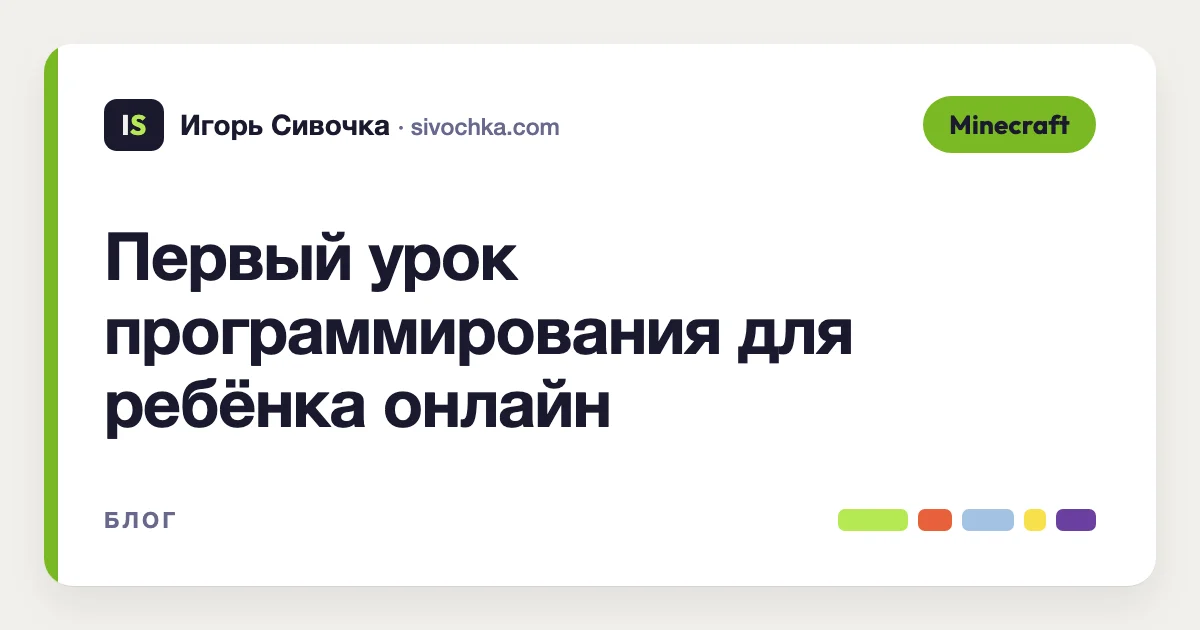 IS Игорь Сивочка · sivochka.com
Minecraft
Первый урок
программирования для
ребёнка онлайн
БЛОГ